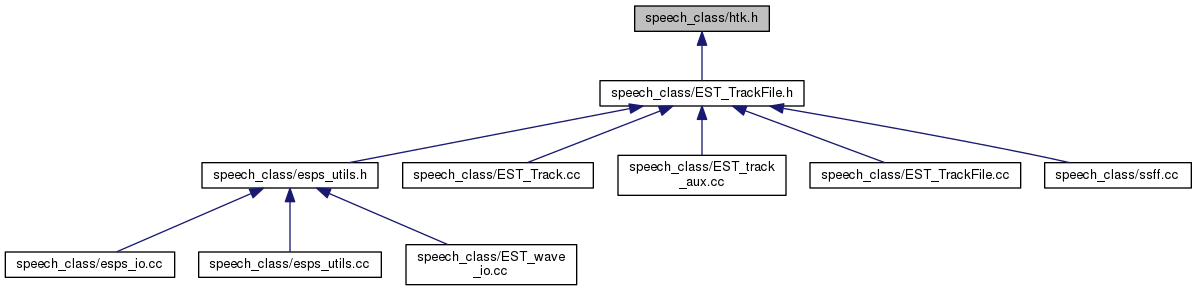 speech_class/htk.h
speech_class/EST_TrackFile.h
speech_class/esps_utils.h
speech_class/EST_Track.cc
speech_class/EST_track
_aux.cc
speech_class/EST_TrackFile.cc
speech_class/ssff.cc
speech_class/esps_io.cc
speech_class/esps_utils.cc
speech_class/EST_wave
_io.cc